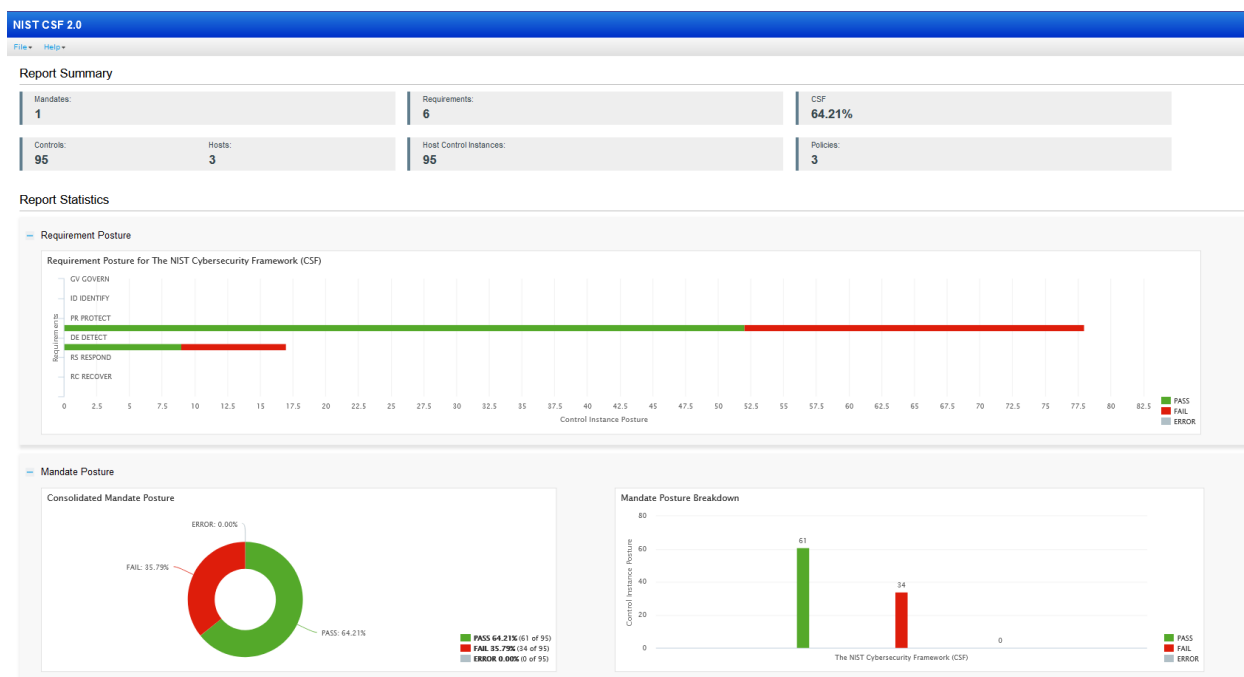 NIST CSF 2.0
File Help
Report Summary
Mandates:
1
Requirements:
6
CSF
64.21%
Controls:
95
Hosts:
3
Host Control Instances:
95
Policies:
3
Report Statistics
Requirement Posture
Requirement Posture for The NIST Cybersecurity Framework (CSF)
Requirements
GV GOVERN
ID IDENTIFY
PR PROTECT
DE DETECT
RS RESPOND
RC RECOVER
0 2.5 5 7.5 10 12.5 15 17.5 20 22.5 25 27.5 30 32.5 35 37.5 40 42.5 45 47.5 50 52.5 55 57.5 60 62.5 65 67.5 70 72.5 75 77.5 80 82.5
Control Instance Posture
PASS
FAIL
ERROR
Mandate Posture
Consolidated Mandate Posture
ERROR: 0.00%
FAIL: 35.79%
PASS: 64.21%
PASS 64.21% (61 of 95)
FAIL 35.79% (34 of 95)
ERROR 0.00% (0 of 95)
Mandate Posture Breakdown
Control Instance Posture
80
60
40
20
0
61
34
0
The NIST Cybersecurity Framework (CSF)
PASS
FAIL
ERROR